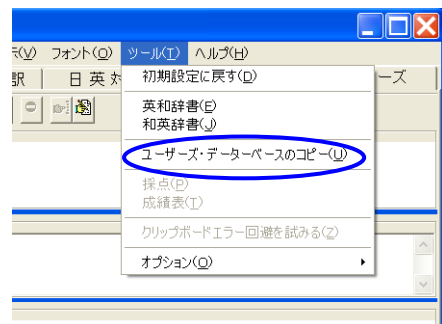 示(V) フォント(O) ツール(T) ヘルプ(H)
訳 日英対 ーズ
初期設定に戻す(D)
英和辞書(E)
和英辞書(J)
ユーザーズ・データーベースのコピー(U)
採点(P)
成績表(T)
クリップボードエラー回避を試みる(Z)
オプション(O)